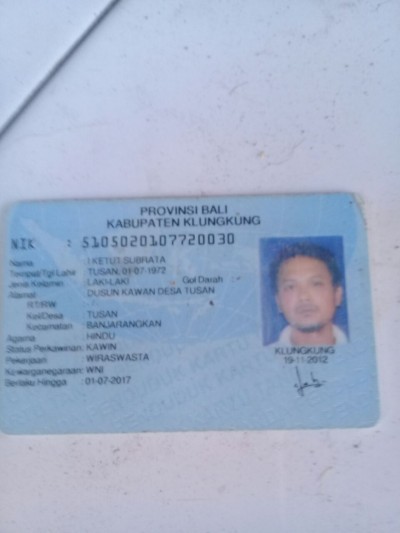 PROVINSI BALI
KABUPATEN KLUNGKUNG
NIK : 5105020107720030
Nama : I KETUT SUBRATA
Tempat/Tgl Lahir : TUSAN, 01-07-1972
Jenis Kelamin : LAKI-LAKI Gol Darah : -
Alamat : DUSUN KAWAN DESA TUSAN
RT/RW :
Kel/Desa : TUSAN
Kecamatan : BANJARANGKAN
Agama : HINDU
Status Perkawinan: KAWIN
Pekerjaan : WIRASWASTA
Kewarganegaraan: WNI
Berlaku Hingga : 01-07-2017
KLUNGKUNG
19-11-2012